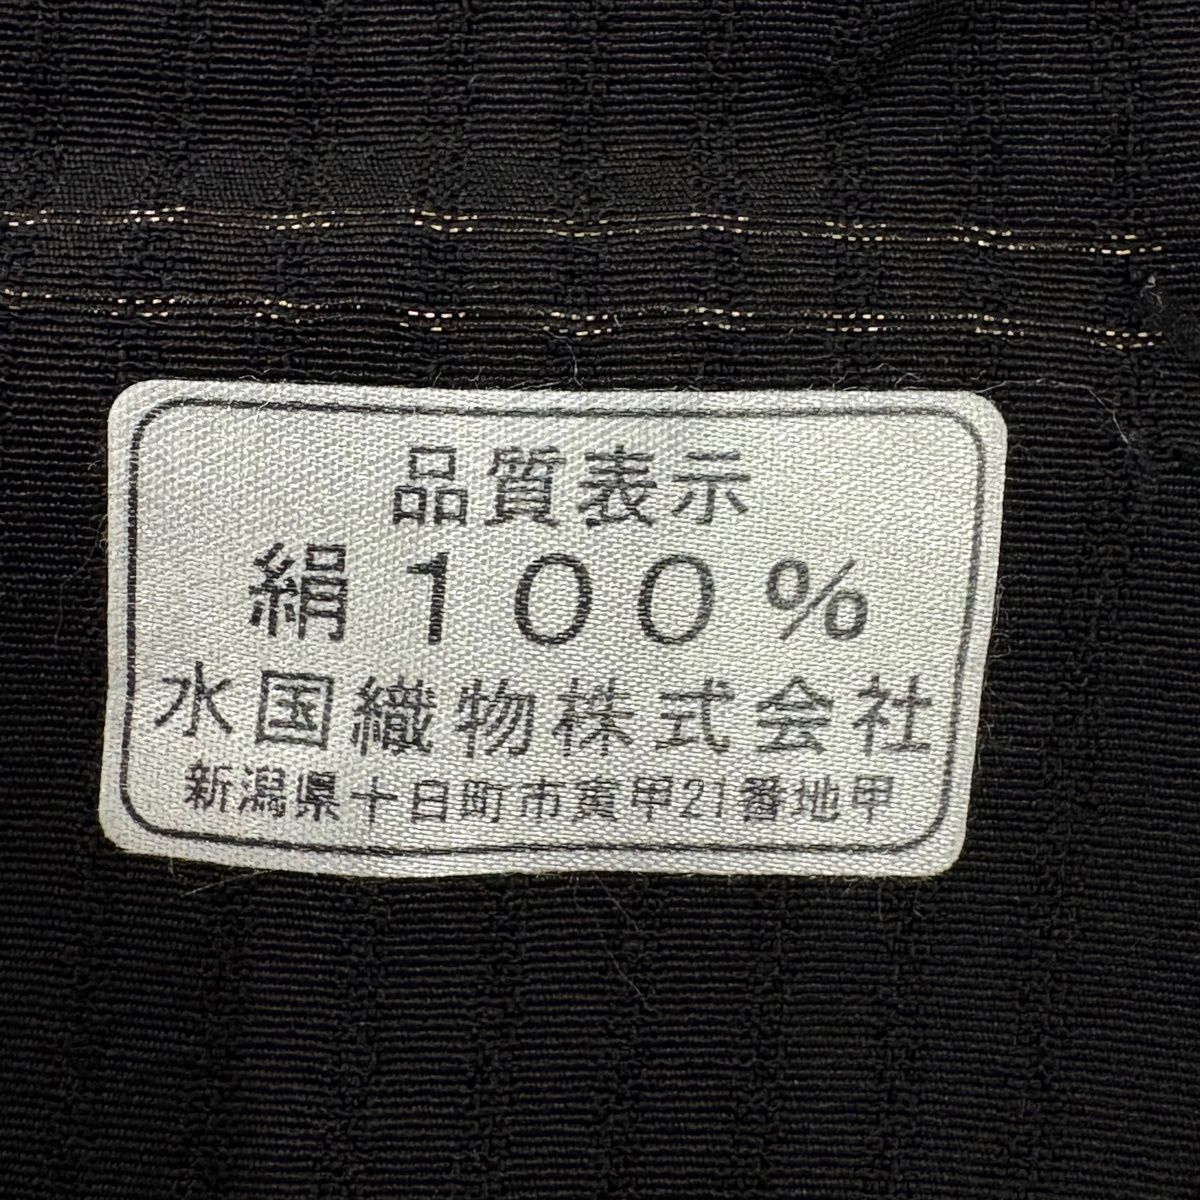 品質表示
絹100%
水国織物株式会社
新潟県十日町市寅甲21番地甲